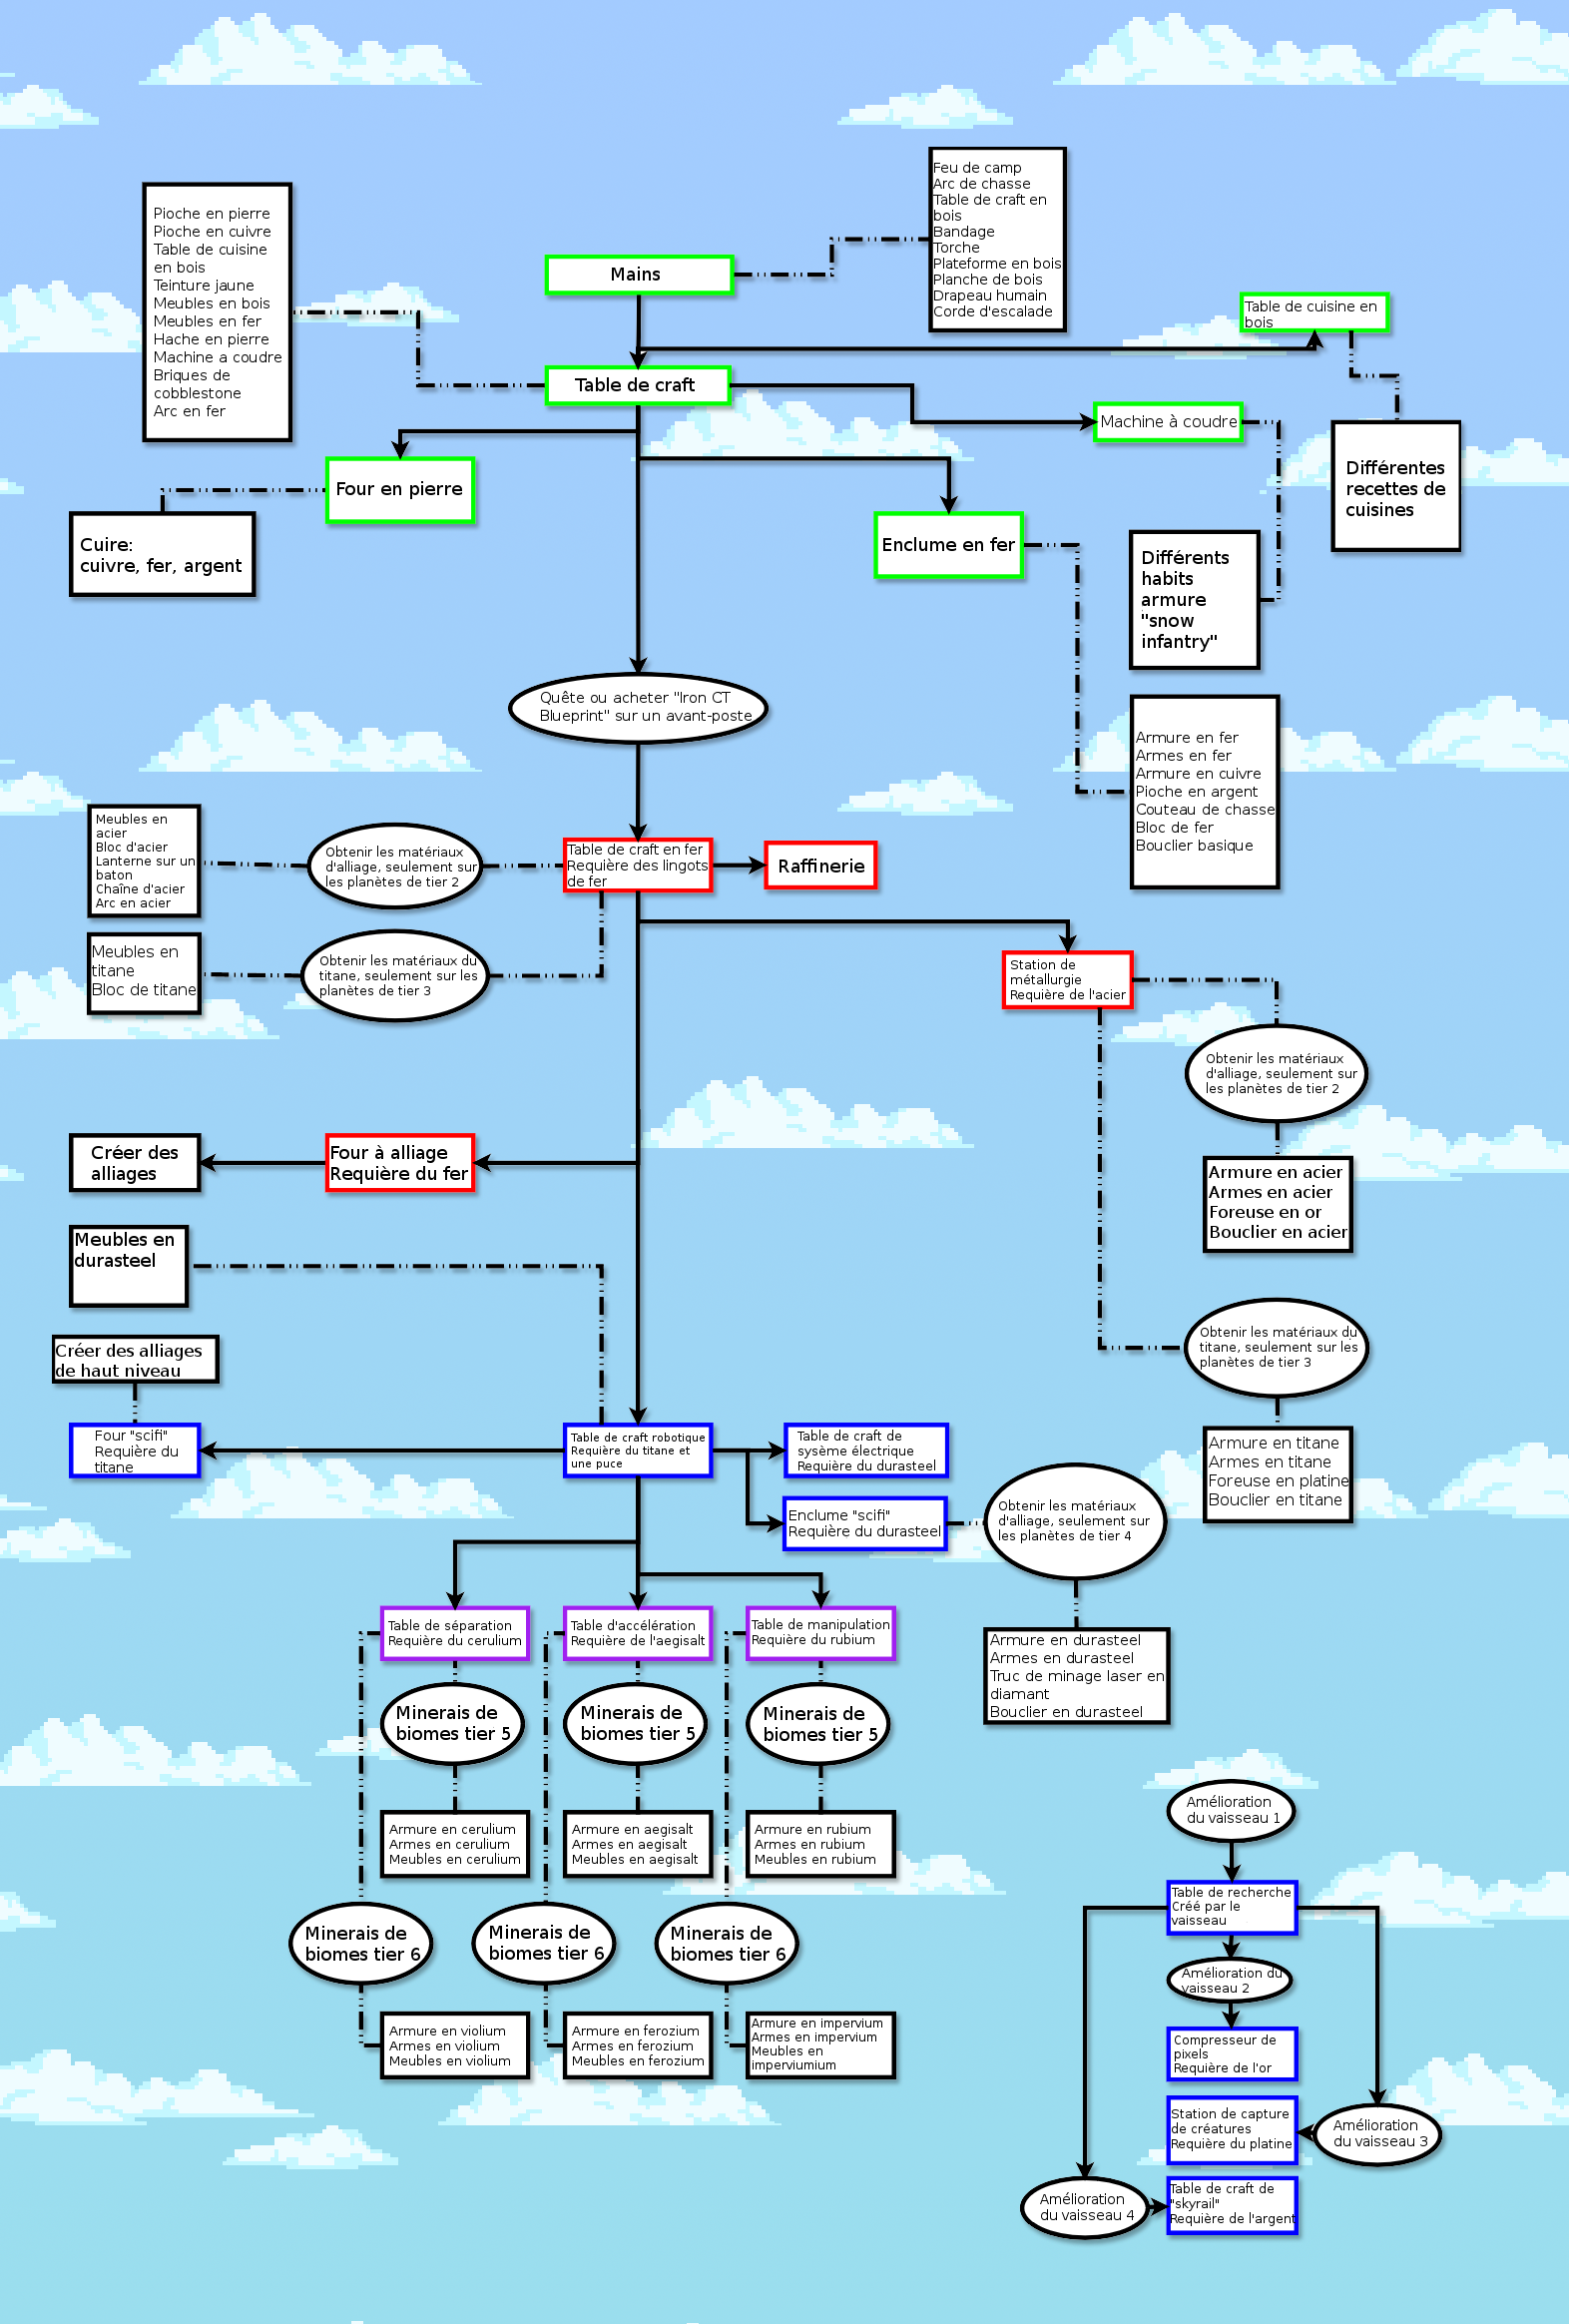 Feu de camp
Arc de chasse
Table de craft en
bois
Bandage
Torche
Plateforme en bois
Planche de bois
Drapeau humain
Corde d'escalade
Pioche en pierre
Pioche en cuivre
Table de cuisine
en bois
Teinture jaune
Meubles en bois
Meubles en fer
Hache en pierre
Machine a coudre
Briques de
cobblestone
Arc en fer
Mains
Table de cuisine en
bois
Table de craft
Machine à coudre
Four en pierre
Différentes
recettes de
cuisines
Cuire:
cuivre, fer, argent
Enclume en fer
Différents
habits
armure
"snow
infantry"
Quête ou acheter "Iron CT
Blueprint" sur un avant-poste
Armure en fer
Armes en fer
Armure en cuivre
Pioche en argent
Couteau de chasse
Bloc de fer
Bouclier basique
Meubles en
acier
Bloc d'acier
Lanterne sur un
baton
Chaîne d'acier
Arc en acier
Obtenir les matériaux
d'alliage, seulement sur
les planètes de tier 2
Table de craft en fer
Requière des lingots
de fer
Raffinerie
Meubles en
titane
Bloc de titane
Obtenir les matériaux du
titane, seulement sur les
planètes de tier 3
Station de
métallurgie
Requière de l'acier
Obtenir les matériaux
d'alliage, seulement sur
les planètes de tier 2
Créer des
alliages
Four à alliage
Requière du fer
Armure en acier
Armes en acier
Foreuse en or
Bouclier en acier
Meubles en
durasteel
Créer des alliages
de haut niveau
Obtenir les matériaux du
titane, seulement sur les
planètes de tier 3
Four "scifi"
Requière du
titane
Table de craft robotique
Requière du titane et
une puce
Table de craft de
sysème électrique
Requière du durasteel
Armure en titane
Armes en titane
Foreuse en platine
Bouclier en titane
Enclume "scifi"
Requière du durasteel
Obtenir les matériaux
d'alliage, seulement sur
les planètes de tier 4
Table de séparation
Requière du cerulium
Table d'accélération
Requière de l'aegisalt
Table de manipulation
Requière du rubium
Armure en durasteel
Armes en durasteel
Truc de minage laser en
diamant
Bouclier en durasteel
Minerais de
biomes tier 5
Minerais de
biomes tier 5
Minerais de
biomes tier 5
Armure en cerulium
Armes en cerulium
Meubles en cerulium
Armure en aegisalt
Armes en aegisalt
Meubles en aegisalt
Armure en rubium
Armes en rubium
Meubles en rubium
Minerais de
biomes tier 6
Minerais de
biomes tier 6
Minerais de
biomes tier 6
Armure en violium
Armes en violium
Meubles en violium
Armure en ferozium
Armes en ferozium
Meubles en ferozium
Armure en impervium
Armes en impervium
Meubles en
imperviumium
Amélioration
du vaisseau 1
Table de recherche
Créé par le
vaisseau
Amélioration du
vaisseau 2
Compresseur de
pixels
Requière de l'or
Station de capture
de créatures
Requière du platine
Amélioration
du vaisseau 3
Amélioration
du vaisseau 4
Table de craft de
"skyrail"
Requière de l'argent